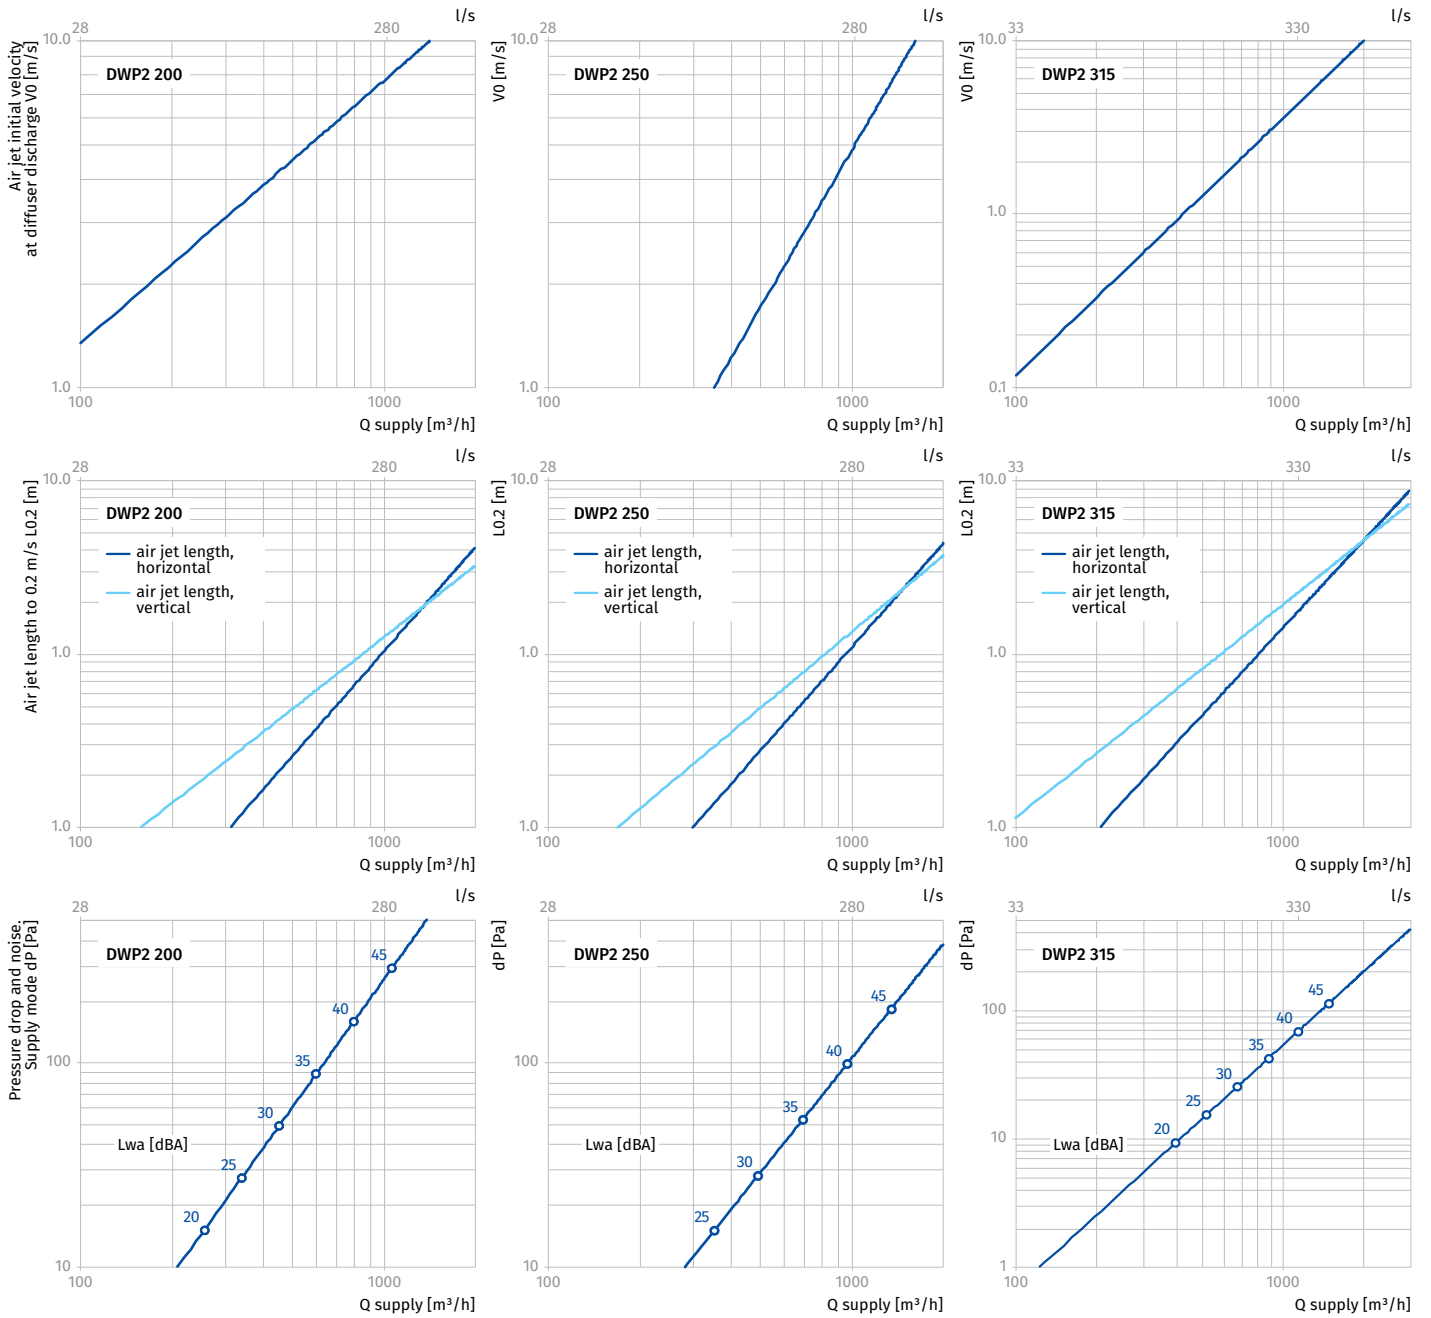 l/s
28
280
10.0
Air jet initial velocity
at diffuser discharge V0 [m/s]
DWP2 200
1.0
100
1000
Q supply [m³/h]
l/s
28
280
10.0
V0 [m/s]
DWP2 250
1.0
100
1000
Q supply [m³/h]
l/s
33
330
10.0
V0 [m/s]
DWP2 315
1.0
0.1
100
1000
Q supply [m³/h]
l/s
28
280
10.0
Air jet length to 0.2 m/s L0.2 [m]
DWP2 200
air jet length,
horizontal
air jet length,
vertical
1.0
1.0
100
1000
Q supply [m³/h]
l/s
28
280
10.0
L0.2 [m]
DWP2 250
air jet length,
horizontal
air jet length,
vertical
1.0
1.0
100
1000
Q supply [m³/h]
l/s
33
330
10.0
L0.2 [m]
DWP2 315
air jet length,
horizontal
air jet length,
vertical
1.0
1.0
100
1000
Q supply [m³/h]
l/s
28
280
Pressure drop and noise.
Supply mode dP [Pa]
DWP2 200
45
40
35
100
30
Lwa [dBA]
25
20
10
100
1000
Q supply [m³/h]
l/s
28
280
dP [Pa]
DWP2 250
45
40
100
35
Lwa [dBA]
30
25
10
100
1000
Q supply [m³/h]
l/s
33
330
dP [Pa]
DWP2 315
45
100
40
35
30
25
20
10
Lwa [dBA]
1
100
1000
Q supply [m³/h]